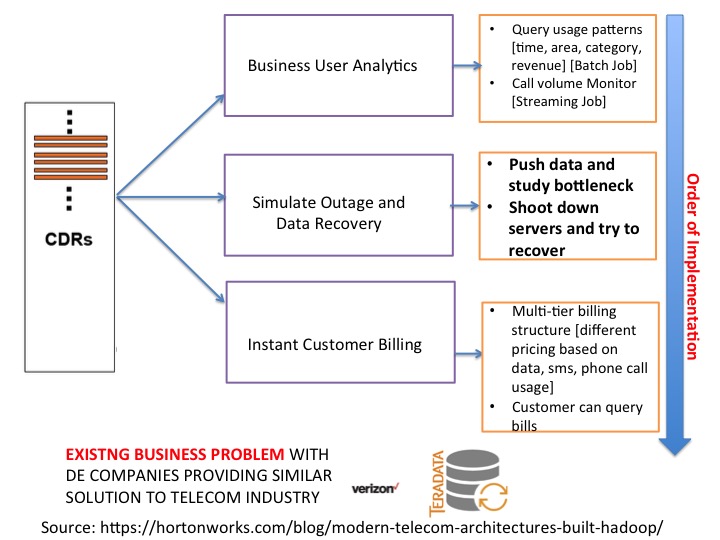 Business User Analytics
• Query usage patterns
[time, area, category,
revenue] [Batch Job]
• Call volume Monitor
[Streaming Job]
CDRs
Simulate Outage and
Data Recovery
• Push data and
study bottleneck
• Shoot down
servers and try to
recover
Instant Customer Billing
• Multi-tier billing
structure [different
pricing based on
data, sms, phone call
usage]
• Customer can query
bills
Order of Implementation
EXISTNG BUSINESS PROBLEM WITH
DE COMPANIES PROVIDING SIMILAR
SOLUTION TO TELECOM INDUSTRY
verizon
TERADATA
Source: https://hortonworks.com/blog/modern-telecom-architectures-built-hadoop/